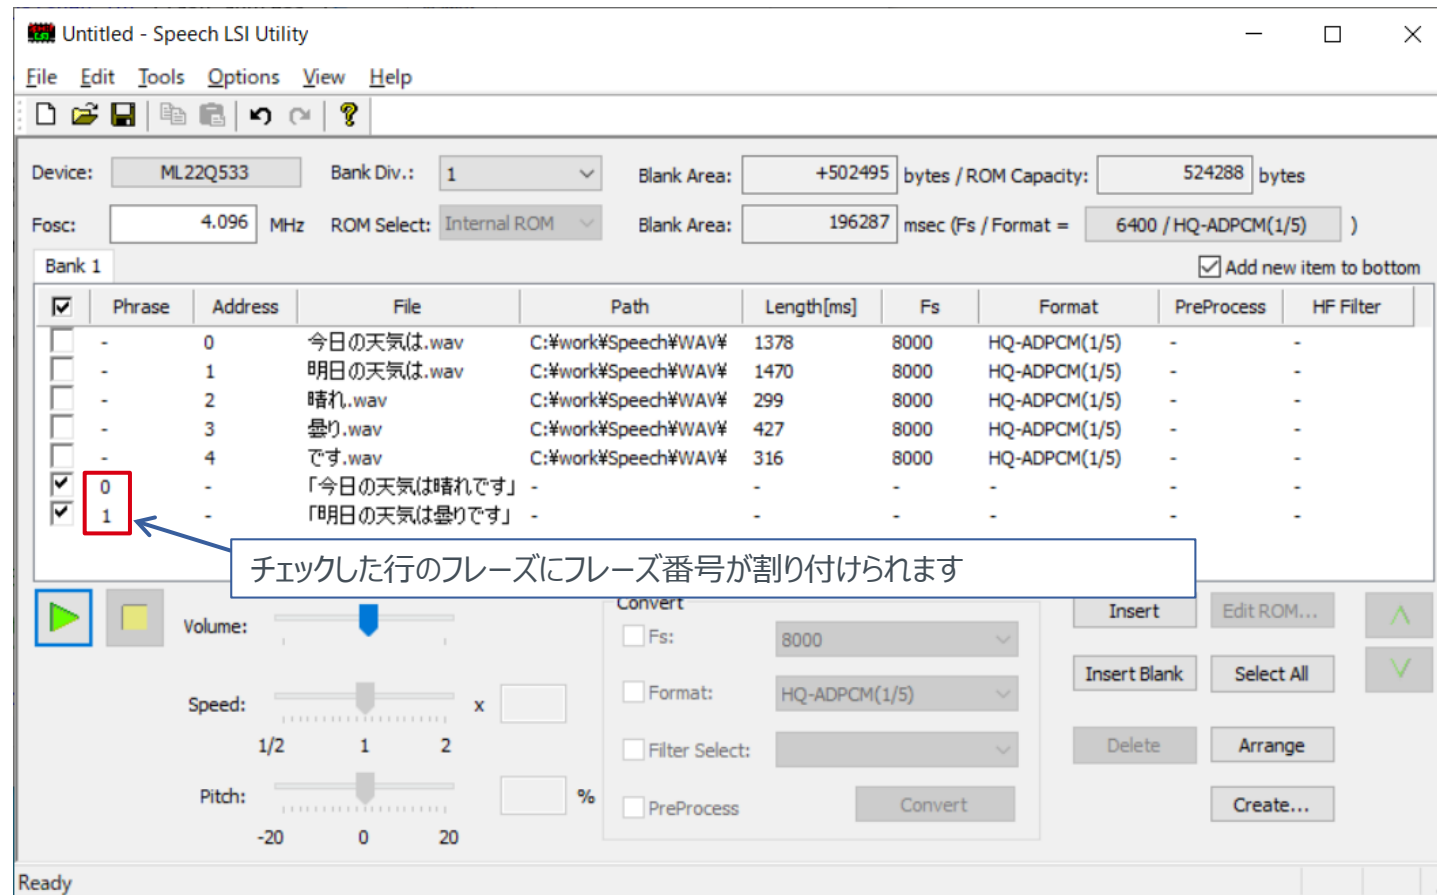 Untitled - Speech LSI Utility
File Edit Tools Options View Help
Device: ML22Q533 Bank Div.: 1 Blank Area: +502495 bytes / ROM Capacity: 524288 bytes
Fosc: 4.096 MHz ROM Select: Internal ROM Blank Area: 196287 msec (Fs / Format = 6400 / HQ-ADPCM(1/5) )
Bank 1 Add new item to bottom
Phrase Address File Path Length[ms] Fs Format PreProcess HF Filter
- 0 今日の天気は.wav C:¥work¥Speech¥WAV¥ 1378 8000 HQ-ADPCM(1/5) - -
- 1 明日の天気は.wav C:¥work¥Speech¥WAV¥ 1470 8000 HQ-ADPCM(1/5) - -
- 2 晴れ.wav C:¥work¥Speech¥WAV¥ 299 8000 HQ-ADPCM(1/5) - -
- 3 曇り.wav C:¥work¥Speech¥WAV¥ 427 8000 HQ-ADPCM(1/5) - -
- 4 です.wav C:¥work¥Speech¥WAV¥ 316 8000 HQ-ADPCM(1/5) - -
0 - 「今日の天気は晴れです」 - - - - - -
1 - 「明日の天気は曇りです」 - - - - - -
チェックした行のフレーズにフレーズ番号が割り付けられます
Volume: Convert Insert Edit ROM...
Fs: 8000
Insert Blank Select All
Speed: x Format: HQ-ADPCM(1/5)
1/2 1 2 Filter Select: Delete Arrange
Pitch: % PreProcess Convert Create...
-20 0 20
Ready